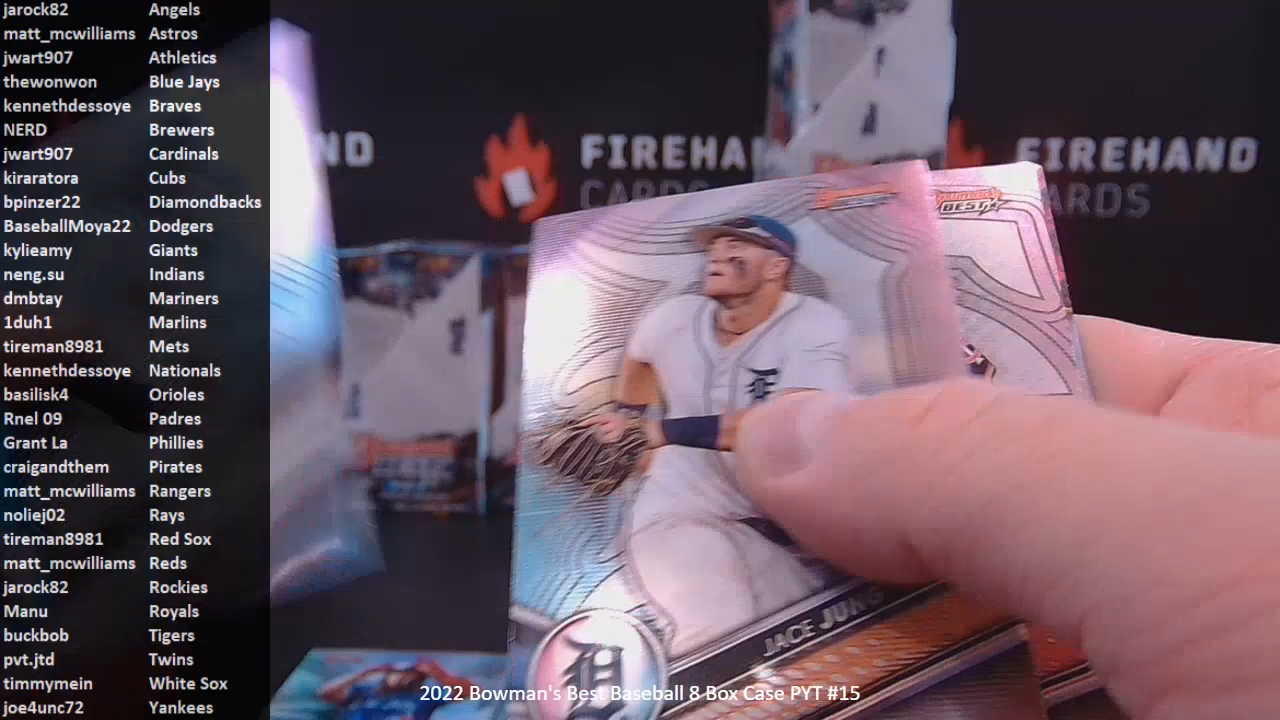 jarock82 Angels
matt_mcwilliams Astros
jwart907 Athletics
thewonwon Blue Jays
kennethdessoye Braves
NERD Brewers
jwart907 Cardinals
kiraratora Cubs
bpinzer22 Diamondbacks
BaseballMoya22 Dodgers
kylieamy Giants
neng.su Indians
dmbtay Mariners
1duh1 Marlins
tireman8981 Mets
kennethdessoye Nationals
basilisk4 Orioles
Rnel 09 Padres
Grant La Phillies
craigandthem Pirates
matt_mcwilliams Rangers
noliej02 Rays
tireman8981 Red Sox
matt_mcwilliams Reds
jarock82 Rockies
Manu Royals
buckbob Tigers
pvt.jtd Twins
timmymein White Sox
joe4unc72 Yankees
ND
FIREHA
CARDS
FIREHAND
CARDS
BEST
D
JACE JUNG
D
2022 Bowman's Best Baseball 8 Box Case PYT #15